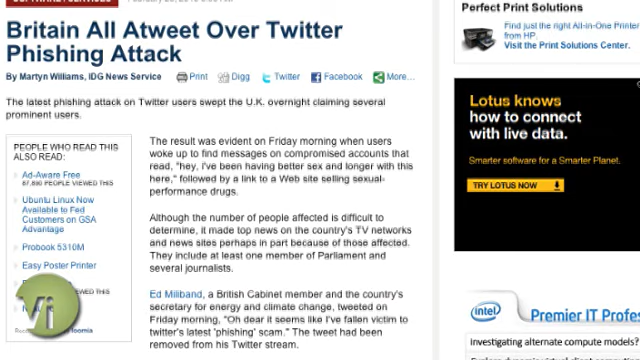 Britain All Atweet Over Twitter
Phishing Attack
By Martyn Williams, IDG News Service
Print Digg Twitter Facebook More...
The latest phishing attack on Twitter users swept the U.K. overnight claiming several
prominent users.
PEOPLE WHO READ THIS
ALSO READ:
Ad-Aware Free
67,690 PEOPLE VIEWED THIS
Ubuntu Linux Now
Available to Fed
Customers on GSA
Advantage
Probook 5310M
Easy Poster Printer
VIEWED THIS
Vi
The result was evident on Friday morning when users
woke up to find messages on compromised accounts that
read, "hey, i've been having better sex and longer with this
here," followed by a link to a Web site selling sexual-
performance drugs.
Although the number of people affected is difficult to
determine, it made top news on the country's TV networks
and news sites perhaps in part because of those affected.
They include at least one member of Parliament and
several journalists.
Ed Miliband, a British Cabinet member and the country's
secretary for energy and climate change, tweeted on
Friday morning, "Oh dear it seems like I've fallen victim to
twitter's latest 'phishing' scam." The tweet had been
removed from his Twitter stream.
Perfect Print Solutions
Find just the right All-in-One Printer
from HP.
Visit the Print Solutions Center.
Lotus knows
how to connect
with live data.
Smarter software for a Smarter Planet.
TRY LOTUS NOW
intel
Premier IT Profes
Investigating alternate compute models?